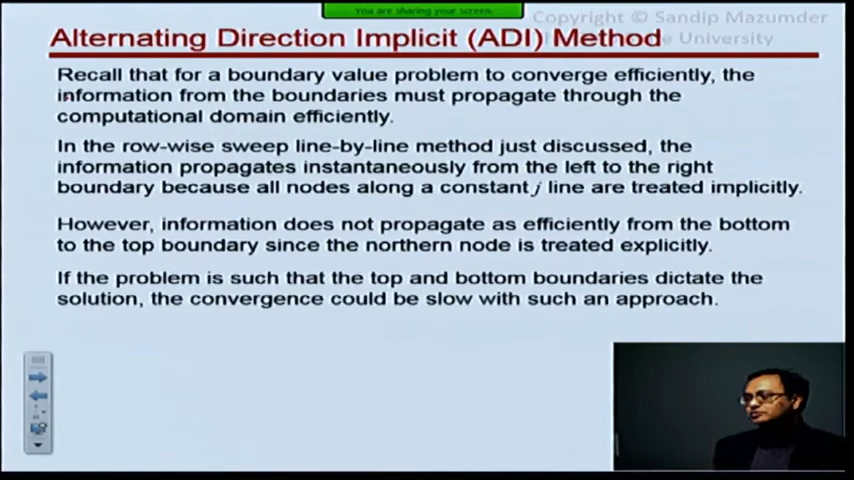 You are sharing your screen.
Copyright © Sandip Mazumder
Alternating Direction Implicit (ADI) Method
University
Recall that for a boundary value problem to converge efficiently, the
information from the boundaries must propagate through the
computational domain efficiently.
In the row-wise sweep line-by-line method just discussed, the
information propagates instantaneously from the left to the right
boundary because all nodes along a constant j line are treated implicitly.
However, information does not propagate as efficiently from the bottom
to the top boundary since the northern node is treated explicitly.
If the problem is such that the top and bottom boundaries dictate the
solution, the convergence could be slow with such an approach.